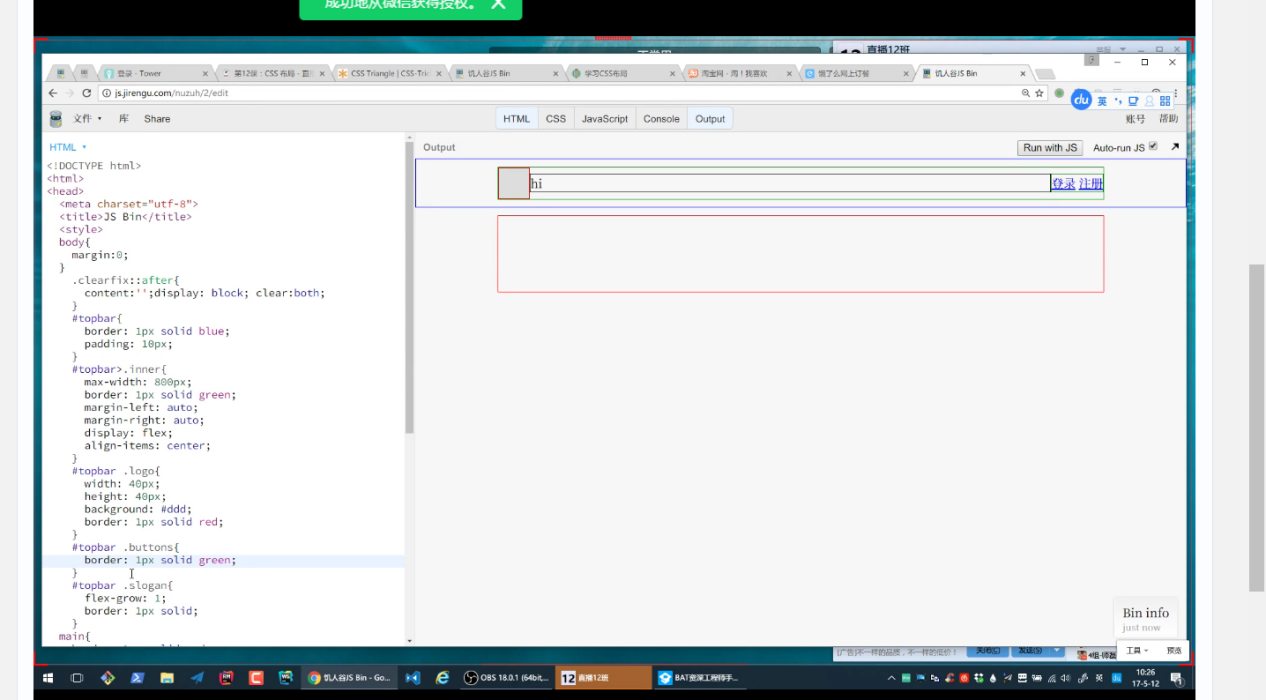 成功地从微信获得授权。 ×
直播12班
登录 - Tower
第12课：CSS 布局 - 直
CSS Triangle | CSS-Tric
饥人谷JS Bin
学习CSS布局
淘宝网 - 淘！我喜欢
饿了么网上订餐
饥人谷JS Bin
js.jirengu.com/nuzuh/2/edit
du 英
文件 库 Share
HTML CSS JavaScript Console Output
账号 帮助
HTML
Output
Run with JS Auto-run JS
<!DOCTYPE html>
<html>
<head>
<meta charset="utf-8">
<title>JS Bin</title>
<style>
body{
margin:0;
}
.clearfix::after{
content:'';display: block; clear:both;
}
#topbar{
border: 1px solid blue;
padding: 10px;
}
#topbar>.inner{
max-width: 800px;
border: 1px solid green;
margin-left: auto;
margin-right: auto;
display: flex;
align-items: center;
}
#topbar .logo{
width: 40px;
height: 40px;
background: #ddd;
border: 1px solid red;
}
#topbar .buttons{
border: 1px solid green;
}
#topbar .slogan{
flex-grow: 1;
border: 1px solid;
}
main{
hi
登录 注册
Bin info
just now
工具 预览
饥人谷JS Bin - Go...
OBS 18.0.1 (64bit,...
12 直播12班
BAT资深工程师手...
英
10:26
17-5-12